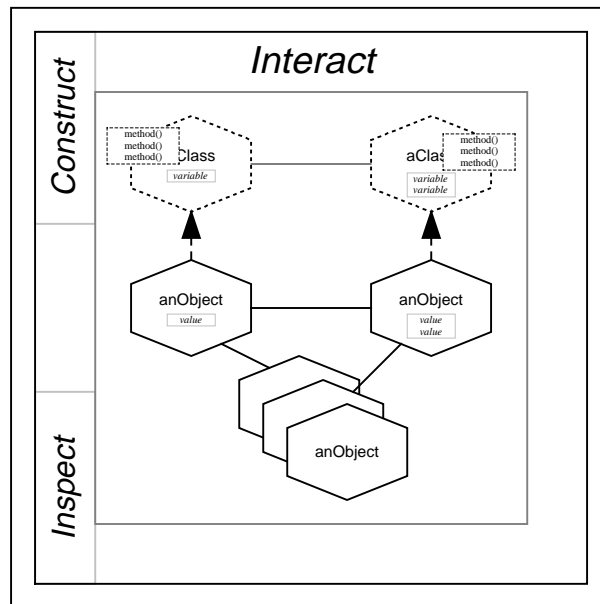 Interact
Construct
method()
method()
method()
Class
variable
aClas
method()
method()
method()
variable
variable
anObject
value
anObject
value
value
anObject
Inspect